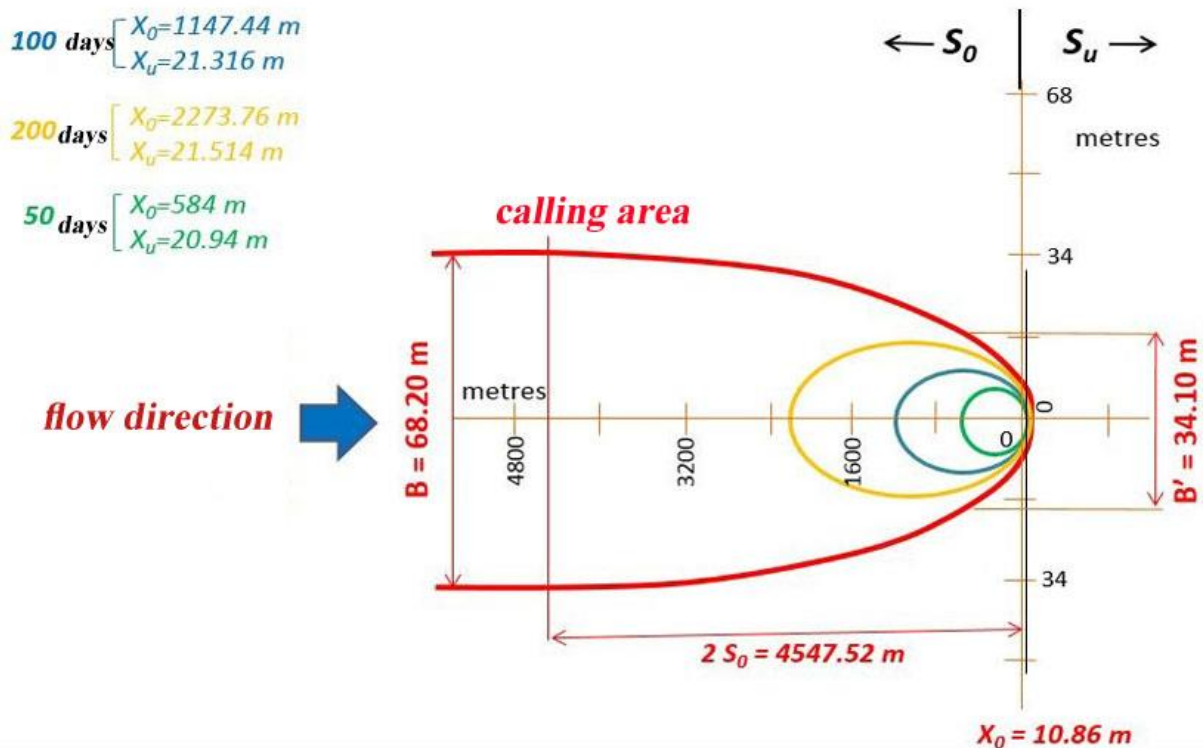 100 days X0=1147.44 m
Xu=21.316 m
200 days X0=2273.76 m
Xu=21.514 m
50 days X0=584 m
Xu=20.94 m
← S0 Su →
68
metres
calling area
34
flow direction
B = 68.20 m
metres
4800
3200
1600
0
0
B' = 34.10 m
34
2 S0 = 4547.52 m
X0 = 10.86 m